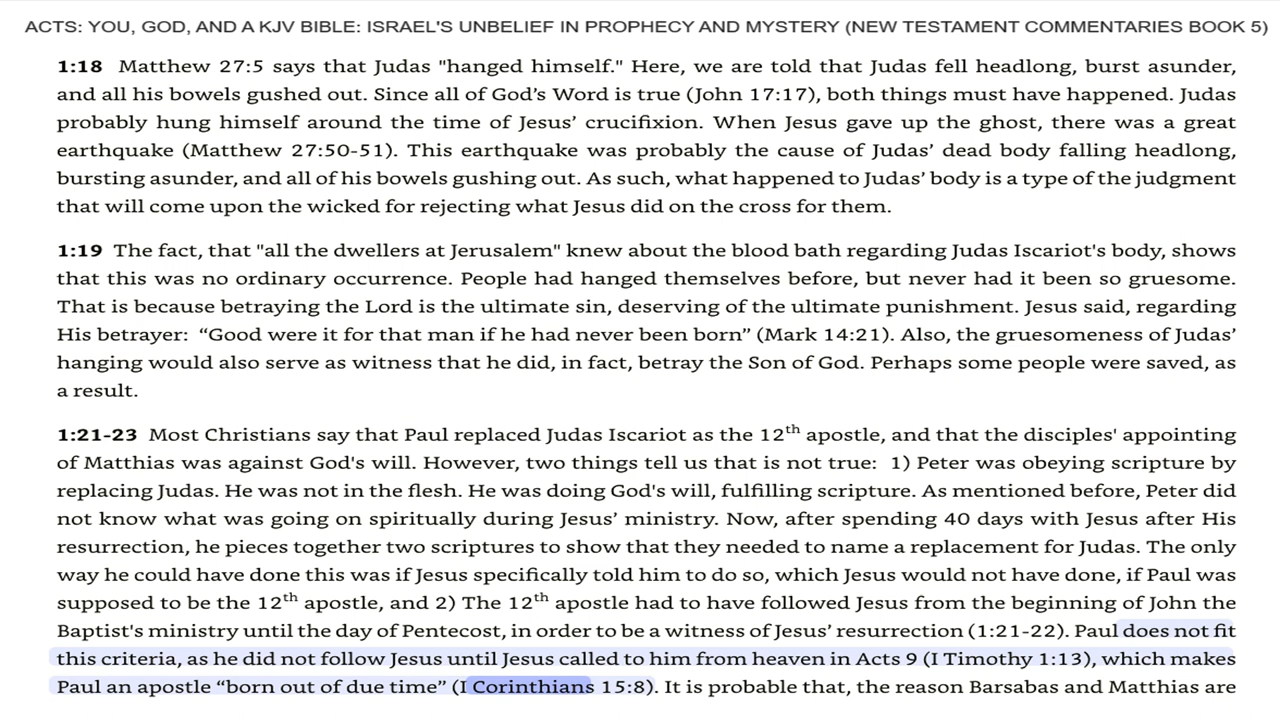 ACTS: YOU, GOD, AND A KJV BIBLE: ISRAEL'S UNBELIEF IN PROPHECY AND MYSTERY (NEW TESTAMENT COMMENTARIES BOOK 5)
1:18 Matthew 27:5 says that Judas "hanged himself." Here, we are told that Judas fell headlong, burst asunder,
and all his bowels gushed out. Since all of God’s Word is true (John 17:17), both things must have happened. Judas
probably hung himself around the time of Jesus’ crucifixion. When Jesus gave up the ghost, there was a great
earthquake (Matthew 27:50-51). This earthquake was probably the cause of Judas’ dead body falling headlong,
bursting asunder, and all of his bowels gushing out. As such, what happened to Judas’ body is a type of the judgment
that will come upon the wicked for rejecting what Jesus did on the cross for them.
1:19 The fact, that "all the dwellers at Jerusalem" knew about the blood bath regarding Judas Iscariot's body, shows
that this was no ordinary occurrence. People had hanged themselves before, but never had it been so gruesome.
That is because betraying the Lord is the ultimate sin, deserving of the ultimate punishment. Jesus said, regarding
His betrayer: “Good were it for that man if he had never been born” (Mark 14:21). Also, the gruesomeness of Judas’
hanging would also serve as witness that he did, in fact, betray the Son of God. Perhaps some people were saved, as
a result.
1:21-23 Most Christians say that Paul replaced Judas Iscariot as the 12th apostle, and that the disciples' appointing
of Matthias was against God's will. However, two things tell us that is not true: 1) Peter was obeying scripture by
replacing Judas. He was not in the flesh. He was doing God's will, fulfilling scripture. As mentioned before, Peter did
not know what was going on spiritually during Jesus’ ministry. Now, after spending 40 days with Jesus after His
resurrection, he pieces together two scriptures to show that they needed to name a replacement for Judas. The only
way he could have done this was if Jesus specifically told him to do so, which Jesus would not have done, if Paul was
supposed to be the 12th apostle, and 2) The 12th apostle had to have followed Jesus from the beginning of John the
Baptist's ministry until the day of Pentecost, in order to be a witness of Jesus’ resurrection (1:21-22). Paul does not fit
this criteria, as he did not follow Jesus until Jesus called to him from heaven in Acts 9 (I Timothy 1:13), which makes
Paul an apostle “born out of due time” (I Corinthians 15:8). It is probable that, the reason Barsabas and Matthias are